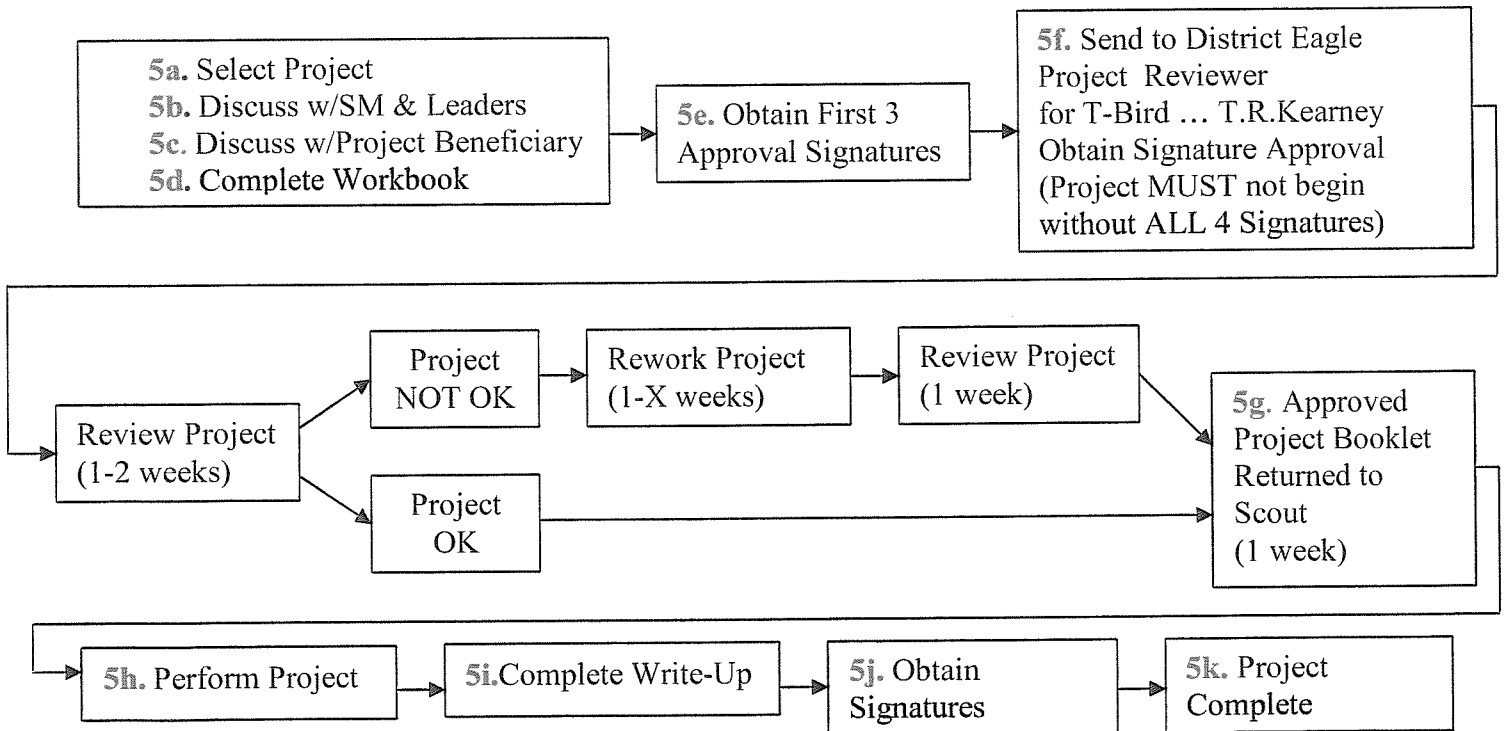 5a. Select Project
5b. Discuss w/SM & Leaders
5c. Discuss w/Project Beneficiary
5d. Complete Workbook
5e. Obtain First 3
Approval Signatures
5f. Send to District Eagle
Project Reviewer
for T-Bird ... T.R.Kearney
Obtain Signature Approval
(Project MUST not begin
without ALL 4 Signatures)
Review Project
(1-2 weeks)
Project
NOT OK
Rework Project
(1-X weeks)
Review Project
(1 week)
Project
OK
5g. Approved
Project Booklet
Returned to
Scout
(1 week)
5h. Perform Project
5i.Complete Write-Up
5j. Obtain
Signatures
5k. Project
Complete